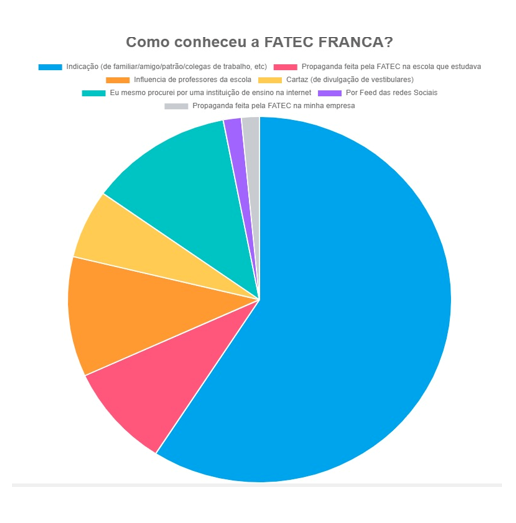 Como conheceu a FATEC FRANCA?
Indicação (de familiar/amigo/patrão/colegas de trabalho, etc) Propaganda feita pela FATEC na escola que estudava
Influencia de professores da escola Cartaz (de divulgação de vestibulares)
Eu mesmo procurei por uma instituição de ensino na internet Por Feed das redes Sociais
Propaganda feita pela FATEC na minha empresa